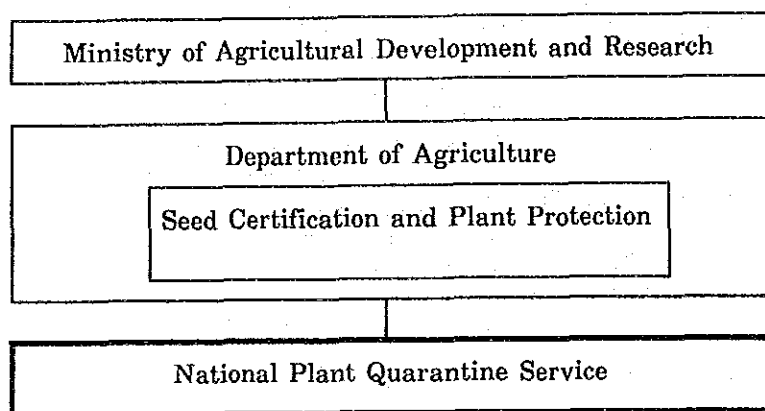 Ministry of Agricultural Development and Research
Department of Agriculture
Seed Certification and Plant Protection
National Plant Quarantine Service